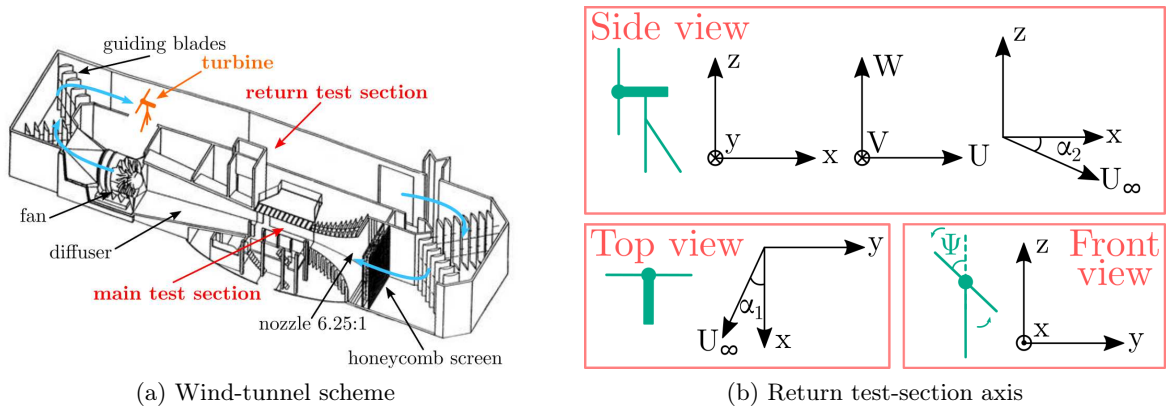 guiding blades
turbine
return test section
fan
diffuser
main test section
nozzle 6.25:1
honeycomb screen
(a) Wind-tunnel scheme
Side view
z
y
x
W
V
U
z
x
α₂
U∞
Top view
y
α₁
U∞
x
Front
view
Ψ
z
x
y
(b) Return test-section axis